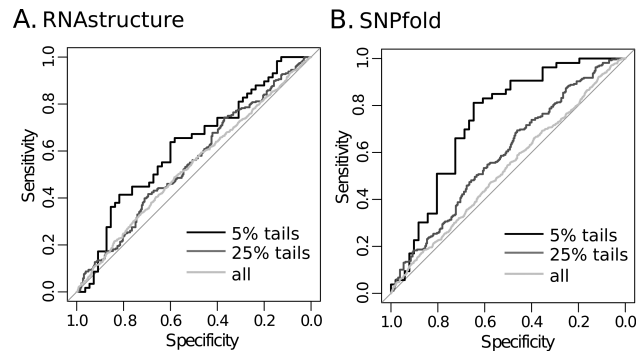 A. RNAstructure
Sensitivity
1.0
0.8
0.6
0.4
0.2
0.0
5% tails
25% tails
all
1.0 0.8 0.6 0.4 0.2 0.0
Specificity
B. SNPfold
Sensitivity
1.0
0.8
0.6
0.4
0.2
0.0
5% tails
25% tails
all
1.0 0.8 0.6 0.4 0.2 0.0
Specificity